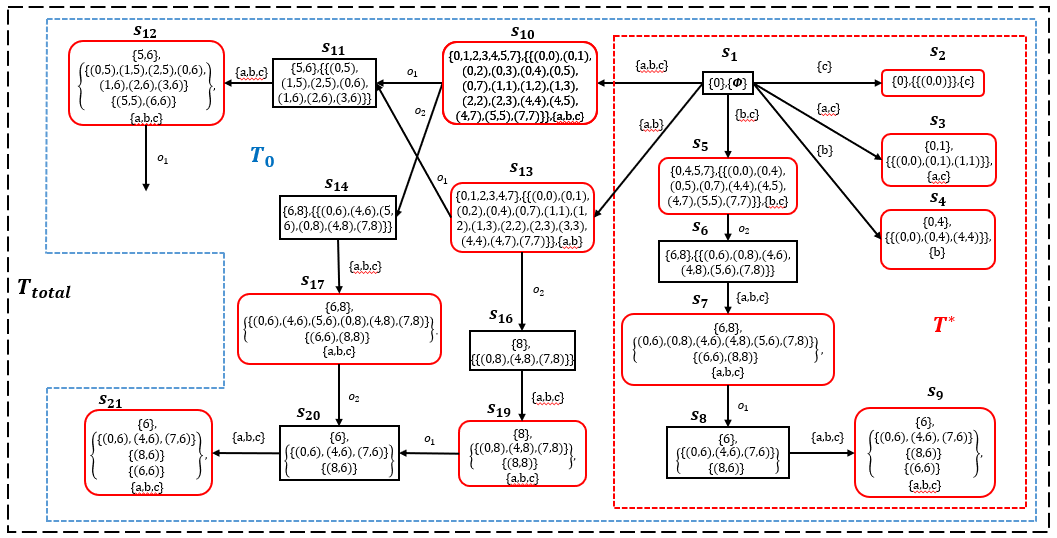 s12
{5,6},
{{(0,5),(1,5),(2,5),(0,6),
(1,6),(2,6),(3,6)}
{(5,5),(6,6)}},
{a,b,c}
o1
{a,b,c}
s11
{5,6},{{(0,5),
(1,5),(2,5),(0,6),
(1,6),(2,6),(3,6)}}
o1
o2
s10
{0,1,2,3,4,5,7},{{(0,0),(0,1),
(0,2),(0,3),(0,4),(0,5),
(0,7),(1,1),(1,2),(1,3),
(2,2),(2,3),(4,4),(4,5),
(4,7),(5,5),(7,7)}},{a,b,c}
{a,b,c}
s1
{0},{Φ}
{c}
s2
{0},{{(0,0)}},{c}
{a,c}
s3
{0,1},
{{(0,0),(0,1),(1,1)}},
{a,c}
{b}
s4
{0,4},
{{(0,0),(0,4),(4,4)}},
{b}
{a,b}
{b,c}
T0
s5
{0,4,5,7},{{(0,0),(0,4),
(0,5),(0,7),(4,4),(4,5),
(4,7),(5,5),(7,7)}},{b,c}
o2
s6
{6,8},{{(0,6),(0,8),(4,6),
(4,8),(5,6),(7,8)}}
{a,b,c}
s7
{6,8},
{{(0,6),(0,8),(4,6),(4,8),(5,6),(7,8)}
{(6,6),(8,8)}},
{a,b,c}
o1
s8
{6},
{{(0,6),(4,6),(7,6)}
{(8,6)}}
{a,b,c}
s9
{6},
{{(0,6),(4,6),(7,6)}
{(8,6)}
{(6,6)}},
{a,b,c}
T*
o1
s13
{0,1,2,3,4,7},{{(0,0),(0,1),
(0,2),(0,4),(0,7),(1,1),(1,
2),(1,3),(2,2),(2,3),(3,3),
(4,4),(4,7),(7,7)}},{a,b}
o2
s14
{6,8},{{(0,6),(4,6),(5,
6),(0,8),(4,8),(7,8)}}
{a,b,c}
s17
{6,8},
{{(0,6),(4,6),(5,6),(0,8),(4,8),(7,8)}
{(6,6),(8,8)}},
{a,b,c}
o2
s16
{8},
{{(0,8),(4,8),(7,8)}}
{a,b,c}
s19
{8},
{{(0,8),(4,8),(7,8)}
{(8,8)}},
{a,b,c}
o1
s20
{6},
{{(0,6),(4,6),(7,6)}
{(8,6)}}
{a,b,c}
s21
{6},
{{(0,6),(4,6),(7,6)}
{(8,6)}
{(6,6)}},
{a,b,c}
Ttotal